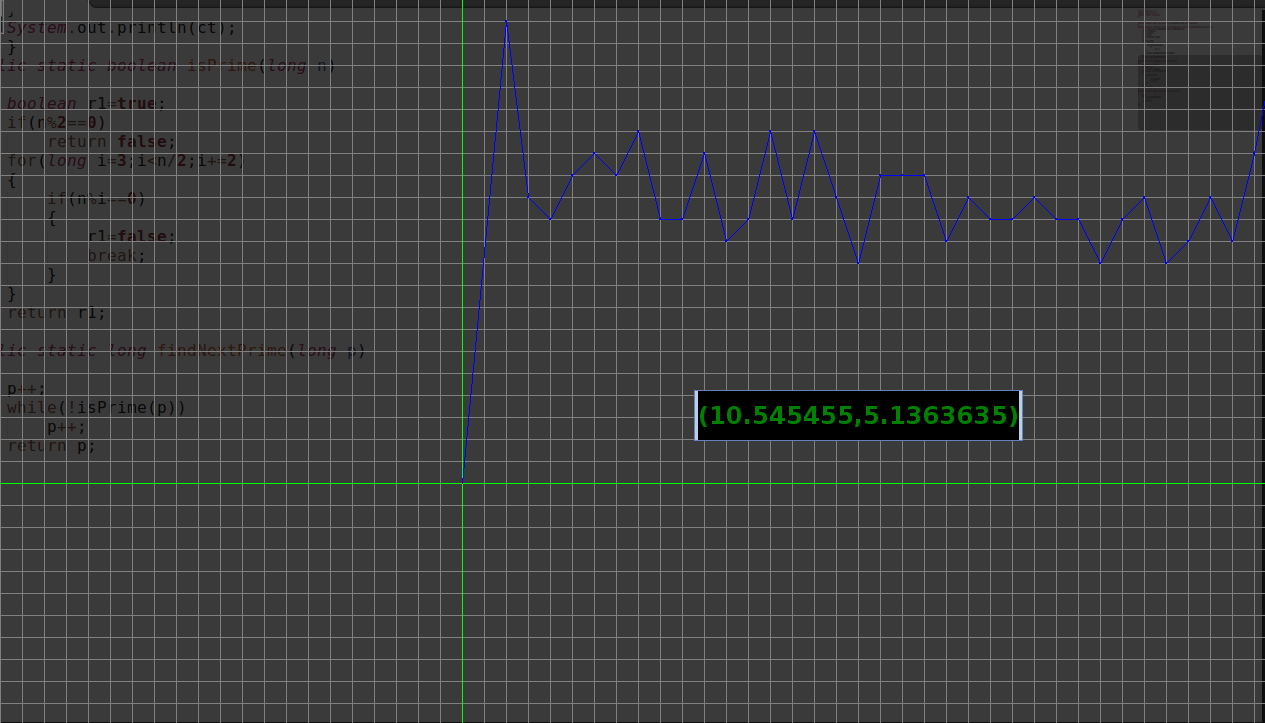 }
System.out.println(ct);
}
lic static boolean isPrime(long n)
boolean r1=true;
if(n%2==0)
return false;
for(long i=3;i<n/2;i+=2)
{
if(n%i==0)
{
r1=false;
break;
}
}
return r1;
lic static long findNextPrime(long p)
p++;
while(!isPrime(p))
p++;
return p;
(10.545455,5.1363635)